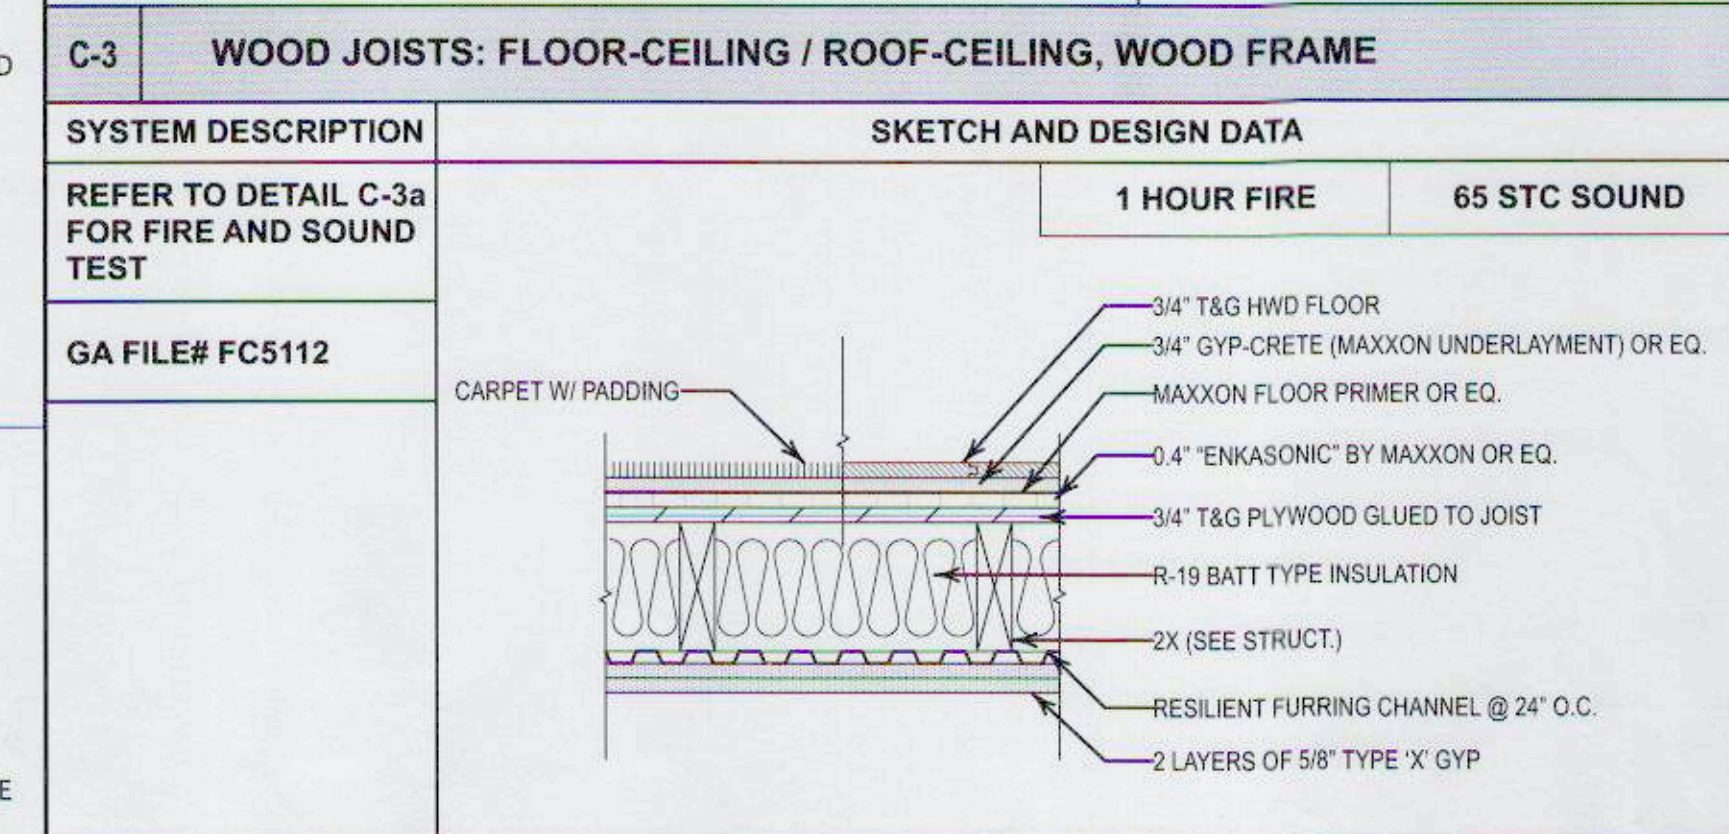 D
C-3
WOOD JOISTS: FLOOR-CEILING / ROOF-CEILING, WOOD FRAME
SYSTEM DESCRIPTION
SKETCH AND DESIGN DATA
REFER TO DETAIL C-3a
FOR FIRE AND SOUND
TEST
GA FILE# FC5112
1 HOUR FIRE
65 STC SOUND
CARPET W/ PADDING
3/4" T&G HWD FLOOR
3/4" GYP-CRETE (MAXXON UNDERLAYMENT) OR EQ.
MAXXON FLOOR PRIMER OR EQ.
0.4" "ENKASONIC" BY MAXXON OR EQ.
3/4" T&G PLYWOOD GLUED TO JOIST
R-19 BATT TYPE INSULATION
2X (SEE STRUCT.)
RESILIENT FURRING CHANNEL @ 24" O.C.
2 LAYERS OF 5/8" TYPE 'X' GYP
E